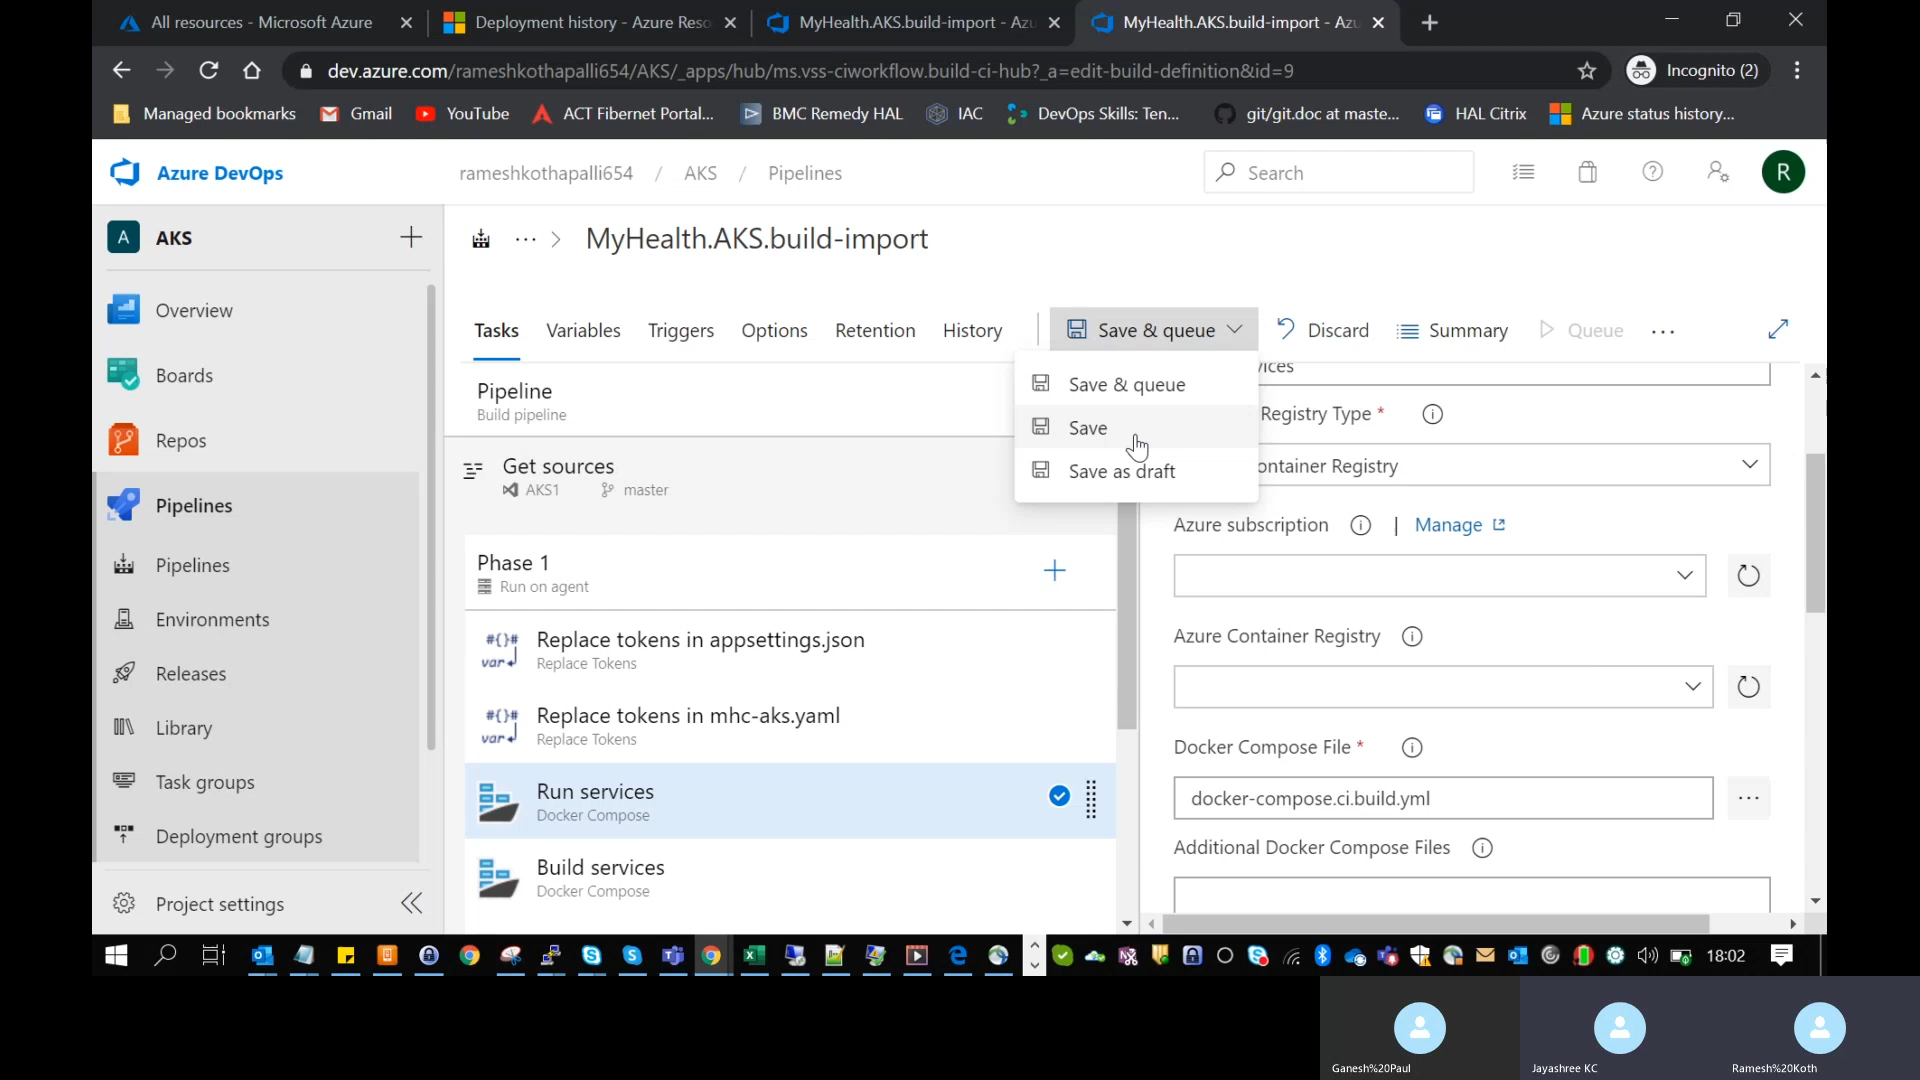 All resources - Microsoft Azure
Deployment history - Azure Reso
MyHealth.AKS.build-import - Azu
MyHealth.AKS.build-import - Azu
dev.azure.com/rameshkothapalli654/AKS/_apps/hub/ms.vss-ciworkflow.build-ci-hub?_a=edit-build-definition&id=9
Incognito (2)
Managed bookmarks
Gmail
YouTube
ACT Fibernet Portal...
BMC Remedy HAL
IAC
DevOps Skills: Ten...
git/git.doc at maste...
HAL Citrix
Azure status history...
Azure DevOps
rameshkothapalli654 / AKS / Pipelines
Search
R
A AKS
MyHealth.AKS.build-import
Overview
Boards
Repos
Pipelines
Pipelines
Environments
Releases
Library
Task groups
Deployment groups
Project settings
Tasks
Variables
Triggers
Options
Retention
History
Save & queue
Discard
Summary
Queue
Save & queue
Save
Save as draft
Pipeline
Build pipeline
Get sources
AKS1 master
Phase 1
Run on agent
#{}# Replace tokens in appsettings.json
var Replace Tokens
#{}# Replace tokens in mhc-aks.yaml
var Replace Tokens
Run services
Docker Compose
Build services
Docker Compose
vices
Registry Type *
ontainer Registry
Azure subscription | Manage
Azure Container Registry
Docker Compose File *
docker-compose.ci.build.yml
Additional Docker Compose Files
18:02
Ganesh%20Paul
Jayashree KC
Ramesh%20Koth